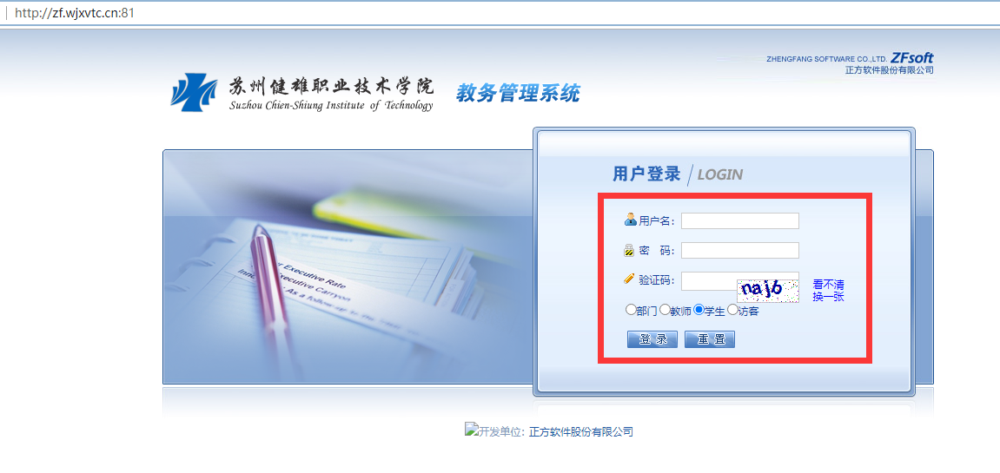 http://zf.wjxvtc.cn:81
ZHENGFANG SOFTWARE CO.,LTD. ZFsoft
正方软件股份有限公司
苏州健雄职业技术学院 教务管理系统
Suzhou Chien-Shiung Institute of Technology
用户登录 LOGIN
用户名：
密 码：
验证码： naj6 看不清
换一张
部门 教师 学生 访客
登 录 重 置
Executive Rate
Executive Carryon
As a follow-up to the
开发单位：正方软件股份有限公司